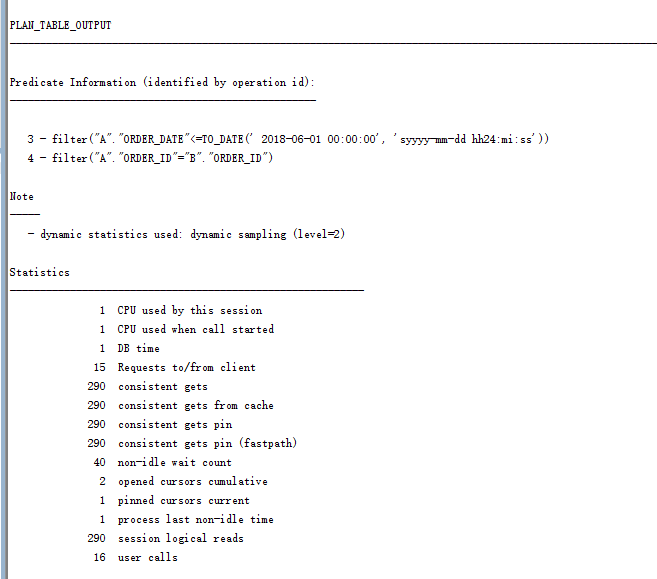 PLAN_TABLE_OUTPUT
Predicate Information (identified by operation id):
3 - filter("A"."ORDER_DATE"<=TO_DATE(' 2018-06-01 00:00:00', 'syyyy-mm-dd hh24:mi:ss'))
4 - filter("A"."ORDER_ID"="B"."ORDER_ID")
Note
-----
- dynamic statistics used: dynamic sampling (level=2)
Statistics
1 CPU used by this session
1 CPU used when call started
1 DB time
15 Requests to/from client
290 consistent gets
290 consistent gets from cache
290 consistent gets pin
290 consistent gets pin (fastpath)
40 non-idle wait count
2 opened cursors cumulative
1 pinned cursors current
1 process last non-idle time
290 session logical reads
16 user calls